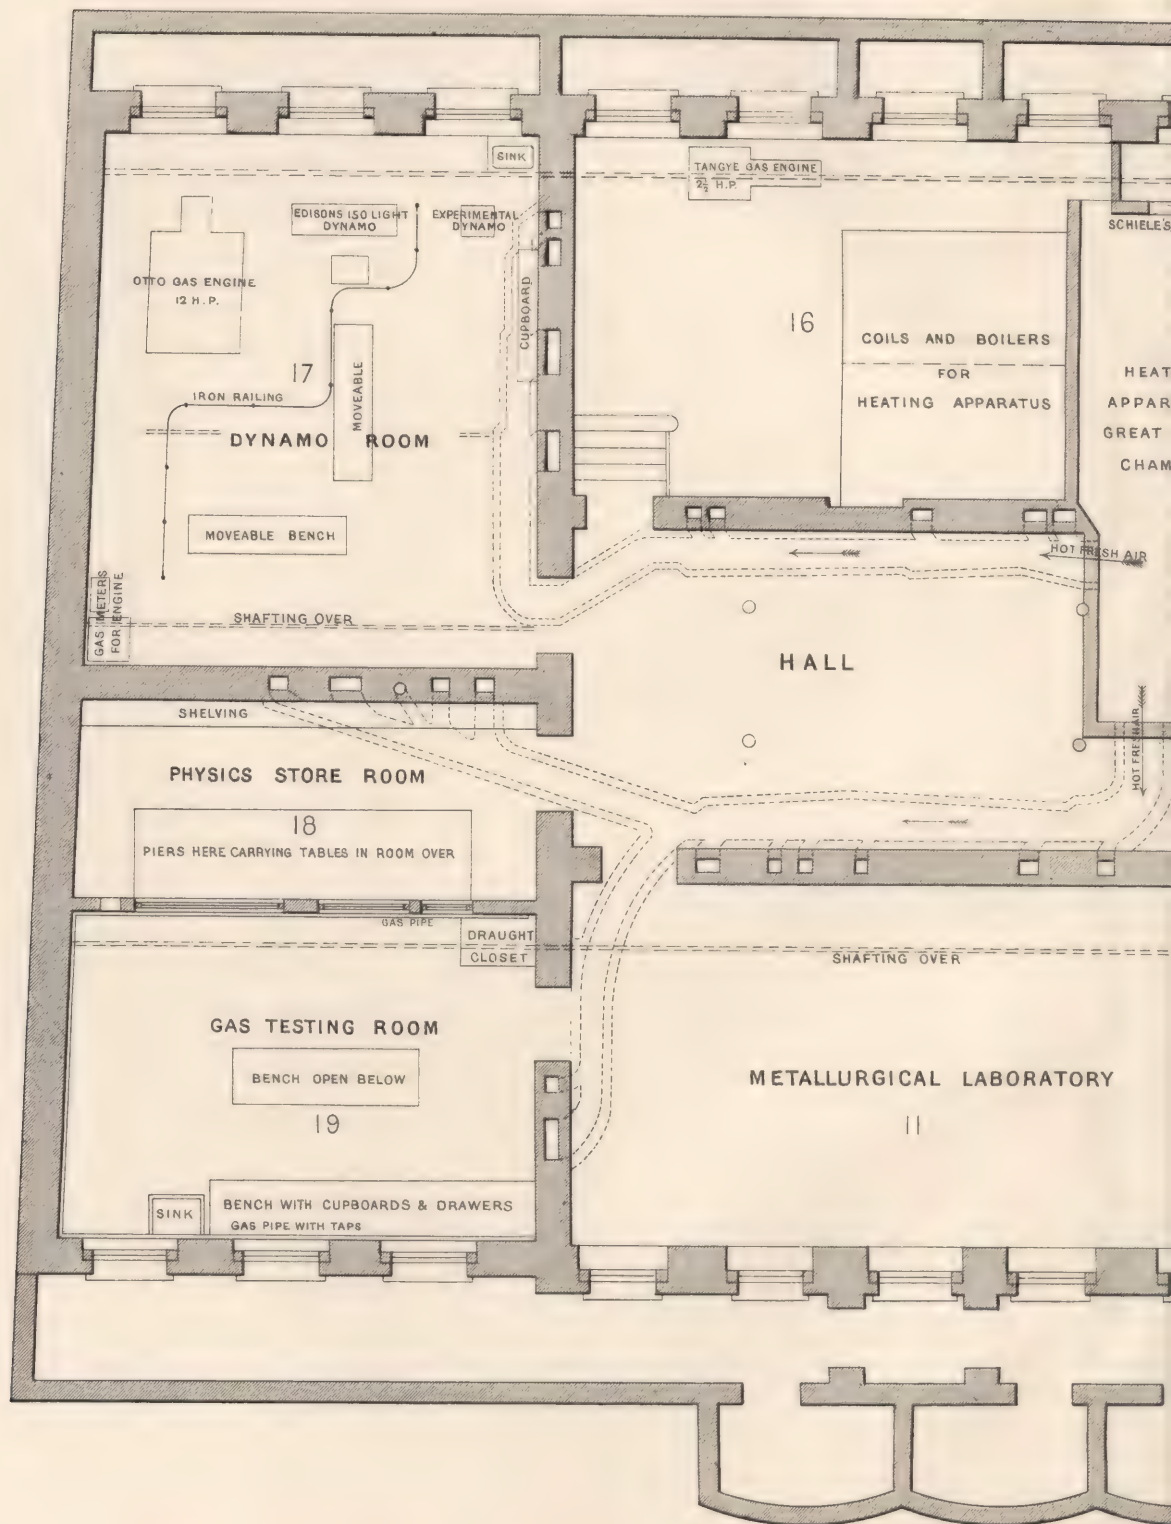 SINK
TANGYE GAS ENGINE
2½ H.P.
EDISONS 150 LIGHT
DYNAMO
EXPERIMENTAL
DYNAMO
SCHIELE'S
OTTO GAS ENGINE
12 H.P.
CUPBOARD
16
COILS AND BOILERS
FOR
HEATING APPARATUS
HEAT
APPAR
GREAT
CHAM
17
MOVEABLE
IRON RAILING
DYNAMO ROOM
MOVEABLE BENCH
HOT FRESH AIR
GAS METERS
FOR ENGINE
SHAFTING OVER
HALL
SHELVING
HOT FRESH AIR
PHYSICS STORE ROOM
18
PIERS HERE CARRYING TABLES IN ROOM OVER
GAS PIPE
DRAUGHT
CLOSET
SHAFTING OVER
GAS TESTING ROOM
BENCH OPEN BELOW
19
METALLURGICAL LABORATORY
11
SINK
BENCH WITH CUPBOARDS & DRAWERS
GAS PIPE WITH TAPS